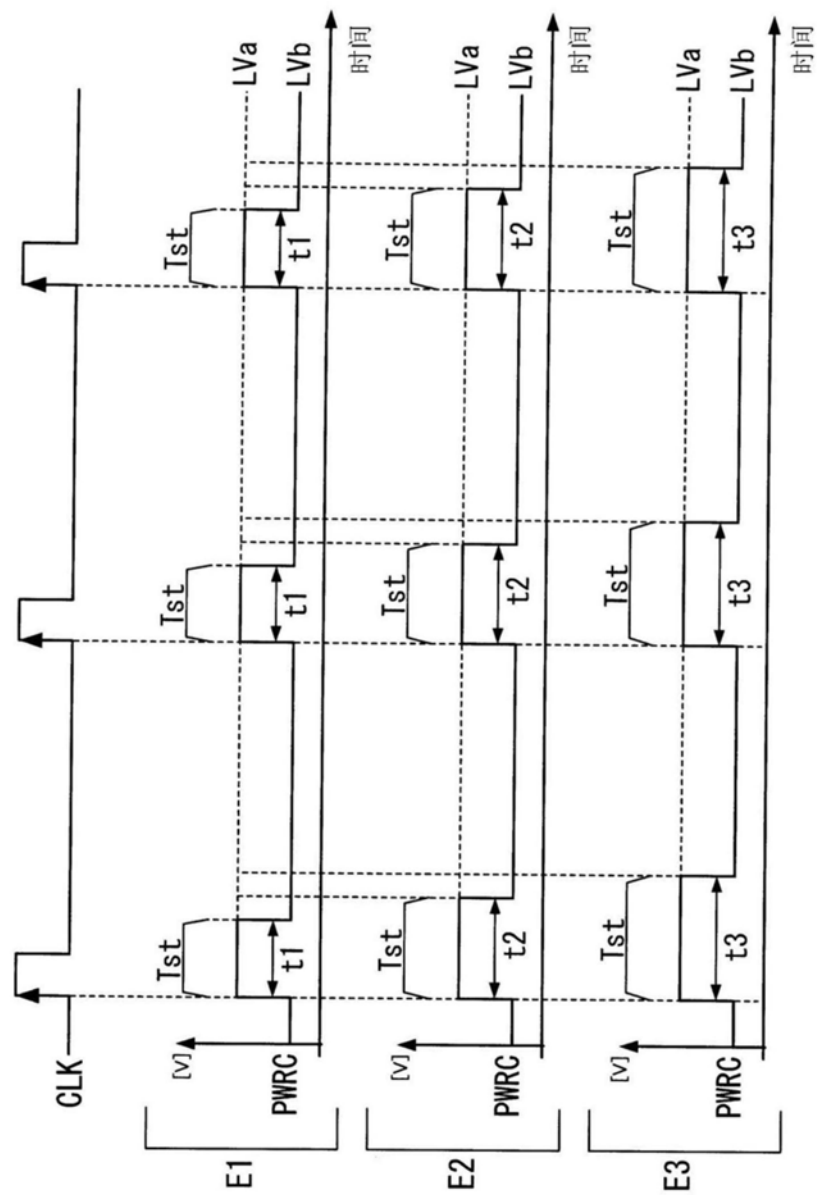 CLK
E1
[V]
PWRC
Tst
t1
Tst
t1
Tst
t1
LVa
LVb
时间
E2
[V]
PWRC
Tst
t2
Tst
t2
Tst
t2
LVa
LVb
时间
E3
[V]
PWRC
Tst
t3
Tst
t3
Tst
t3
LVa
LVb
时间